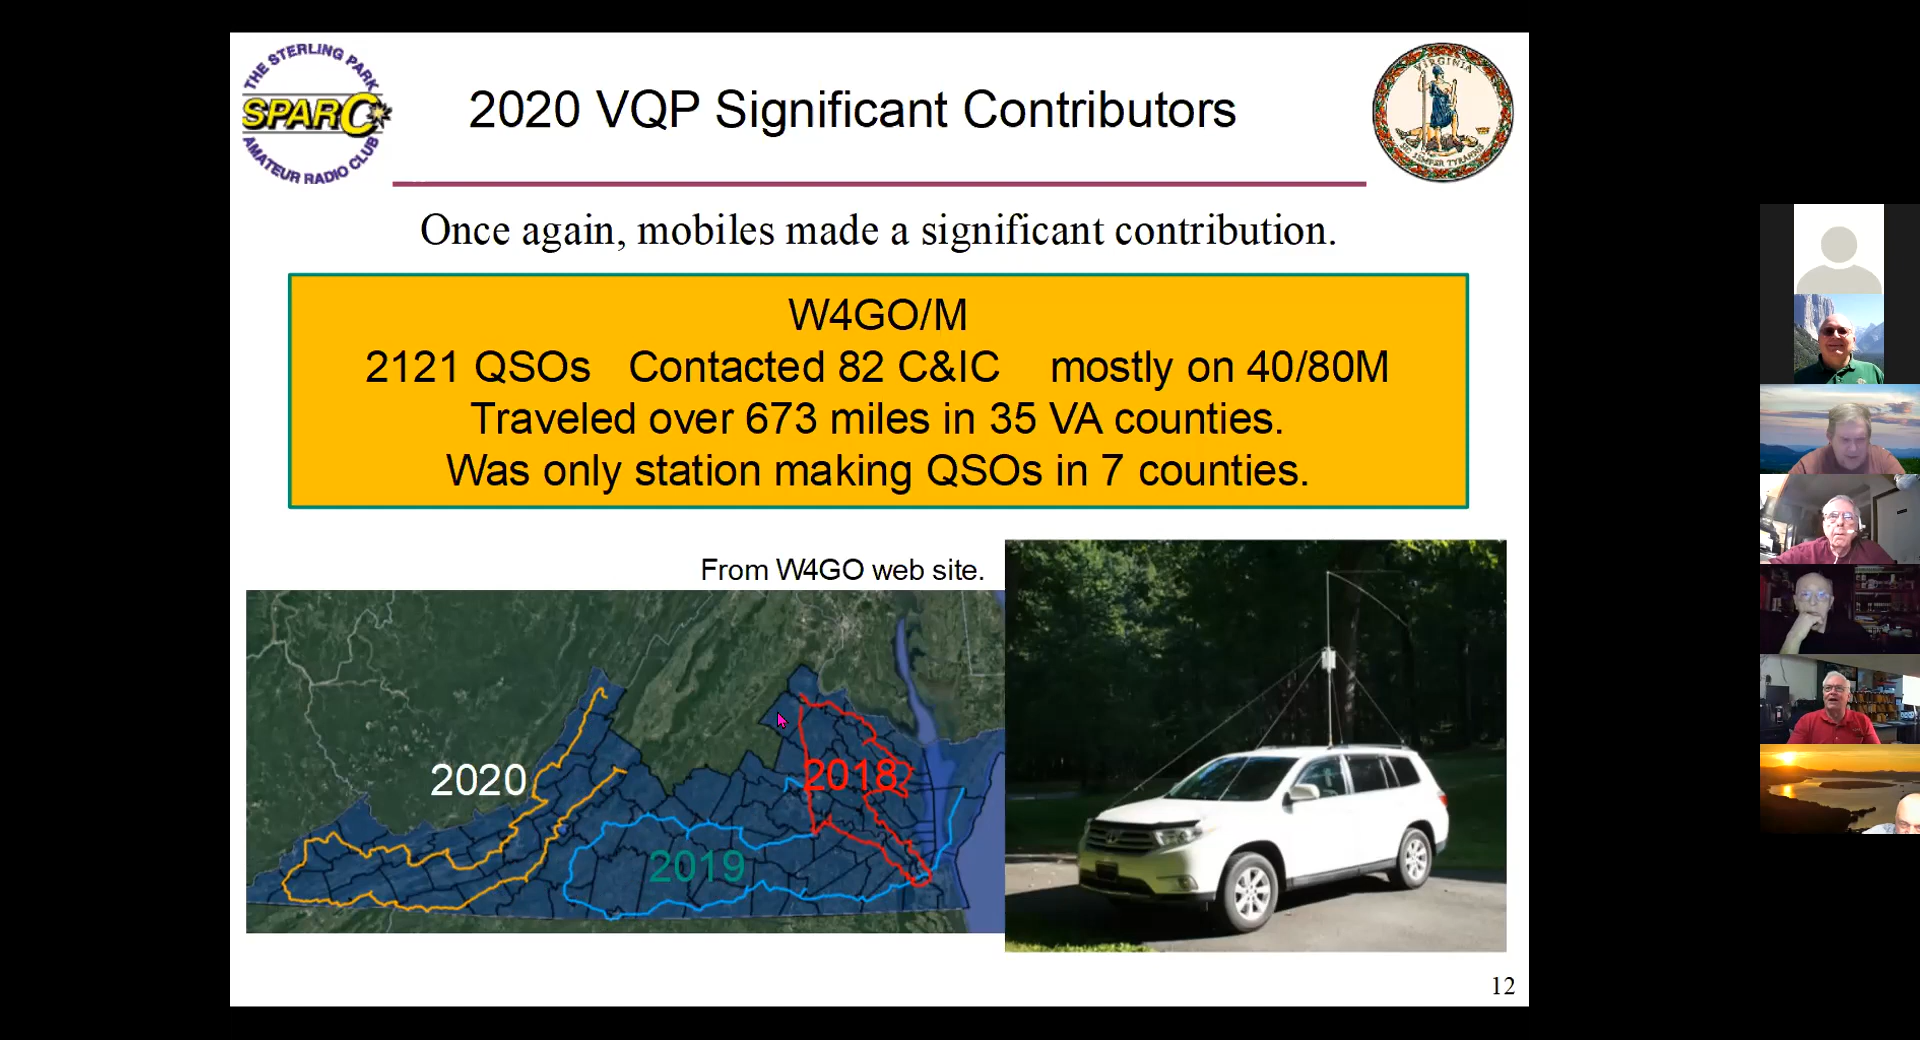 THE STERLING PARK
SPARC
AMATEUR RADIO CLUB
2020 VQP Significant Contributors
VIRGINIA
SIC SEMPER TYRANNIS
Once again, mobiles made a significant contribution.
W4GO/M
2121 QSOs Contacted 82 C&IC mostly on 40/80M
Traveled over 673 miles in 35 VA counties.
Was only station making QSOs in 7 counties.
From W4GO web site.
2020
2018
2019
12